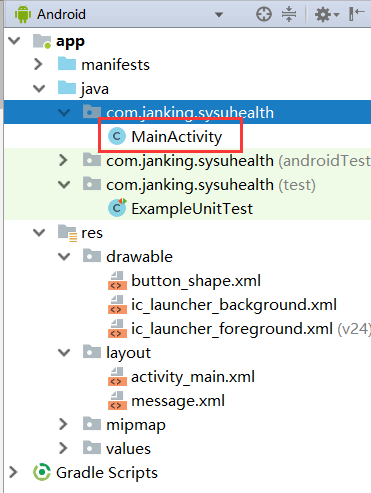 Android
app
manifests
java
com.janking.sysuhealth
MainActivity
com.janking.sysuhealth (androidTest
com.janking.sysuhealth (test)
ExampleUnitTest
res
drawable
button_shape.xml
ic_launcher_background.xml
ic_launcher_foreground.xml (v24)
layout
activity_main.xml
message.xml
mipmap
values
Gradle Scripts